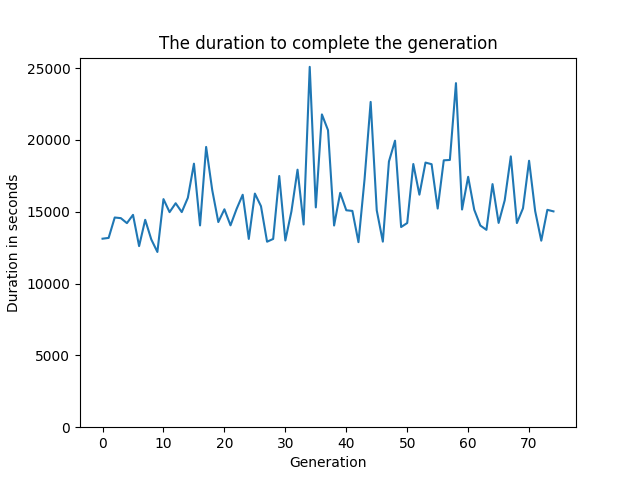 The duration to complete the generation
25000
20000
15000
10000
5000
0
Duration in seconds
0 10 20 30 40 50 60 70
Generation